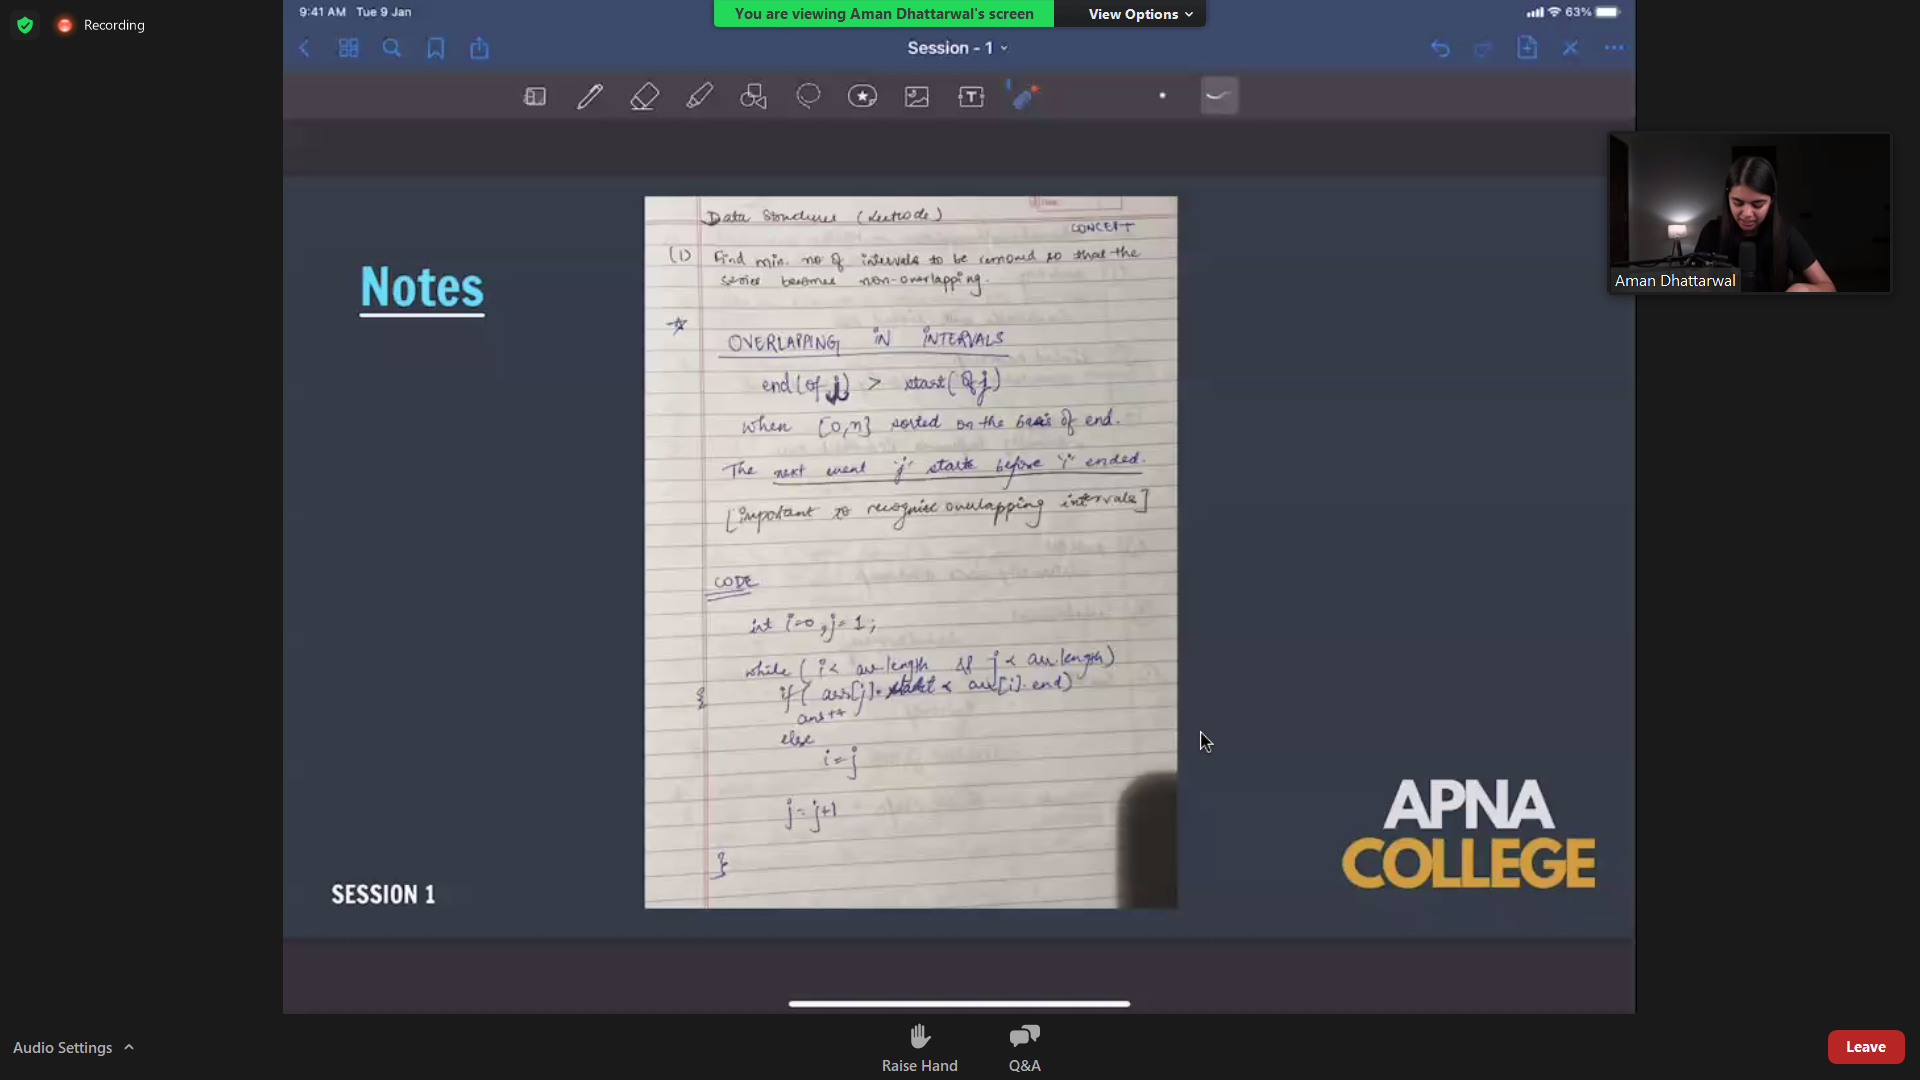 Recording
9:41 AM Tue 9 Jan
You are viewing Aman Dhattarwal's screen
View Options
63%
Session - 1
T
Notes
Data Structures (Leetcode)
CONCEPT
(1) Find min. no of intervals to be removed so that the
series becomes non-overlapping.
OVERLAPPING IN INTERVALS
end (of i) > start (of j)
when [0,n] sorted on the basis of end.
The next event 'j' starts before 'i' ended.
[important to recognise overlapping intervals]
CODE
int i=0, j=1;
while ( i< arr.length && j < arr.length)
{ if ( arr[j].start < arr[i].end)
ans++
else
i=j
j=j+1
}
SESSION 1
APNA
COLLEGE
Aman Dhattarwal
Audio Settings
Raise Hand
Q&A
Leave